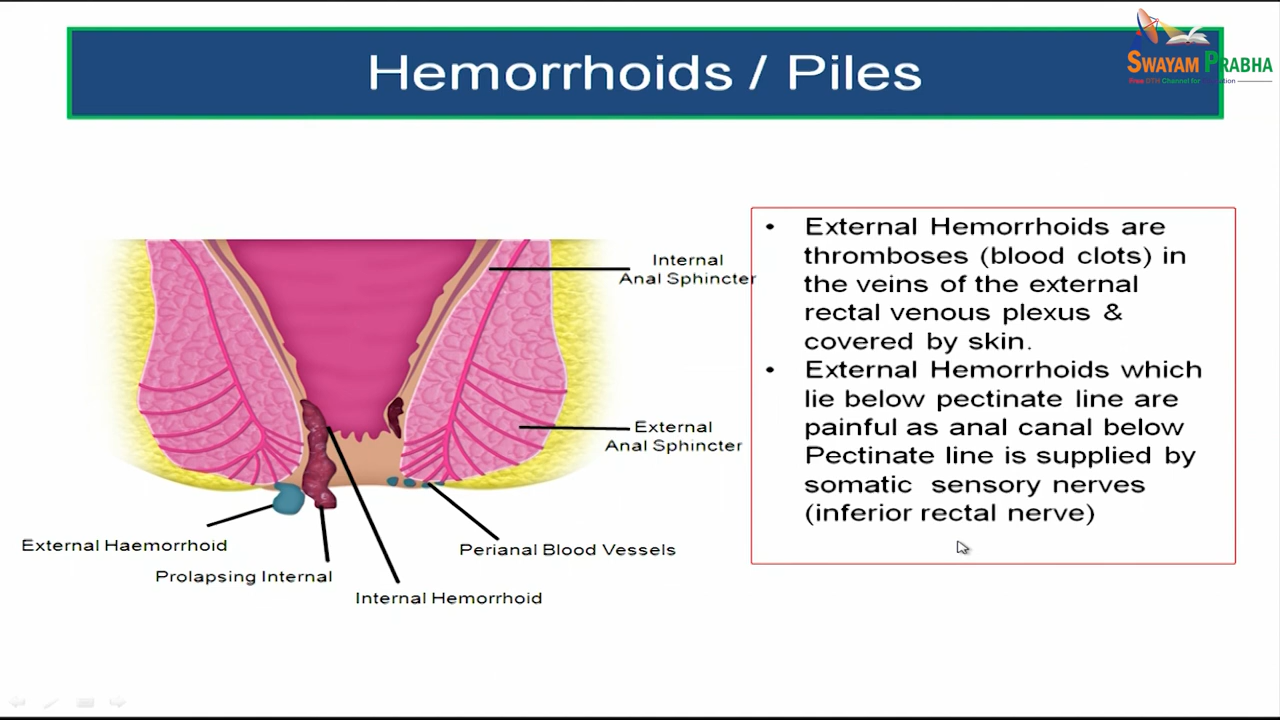 Hemorrhoids / Piles
SWAYAM PRABHA
Internal
Anal Sphincter
External
Anal Sphincter
External Haemorrhoid
Prolapsing Internal
Internal Hemorrhoid
Perianal Blood Vessels
• External Hemorrhoids are
thromboses (blood clots) in
the veins of the external
rectal venous plexus &
covered by skin.
• External Hemorrhoids which
lie below pectinate line are
painful as anal canal below
Pectinate line is supplied by
somatic sensory nerves
(inferior rectal nerve)